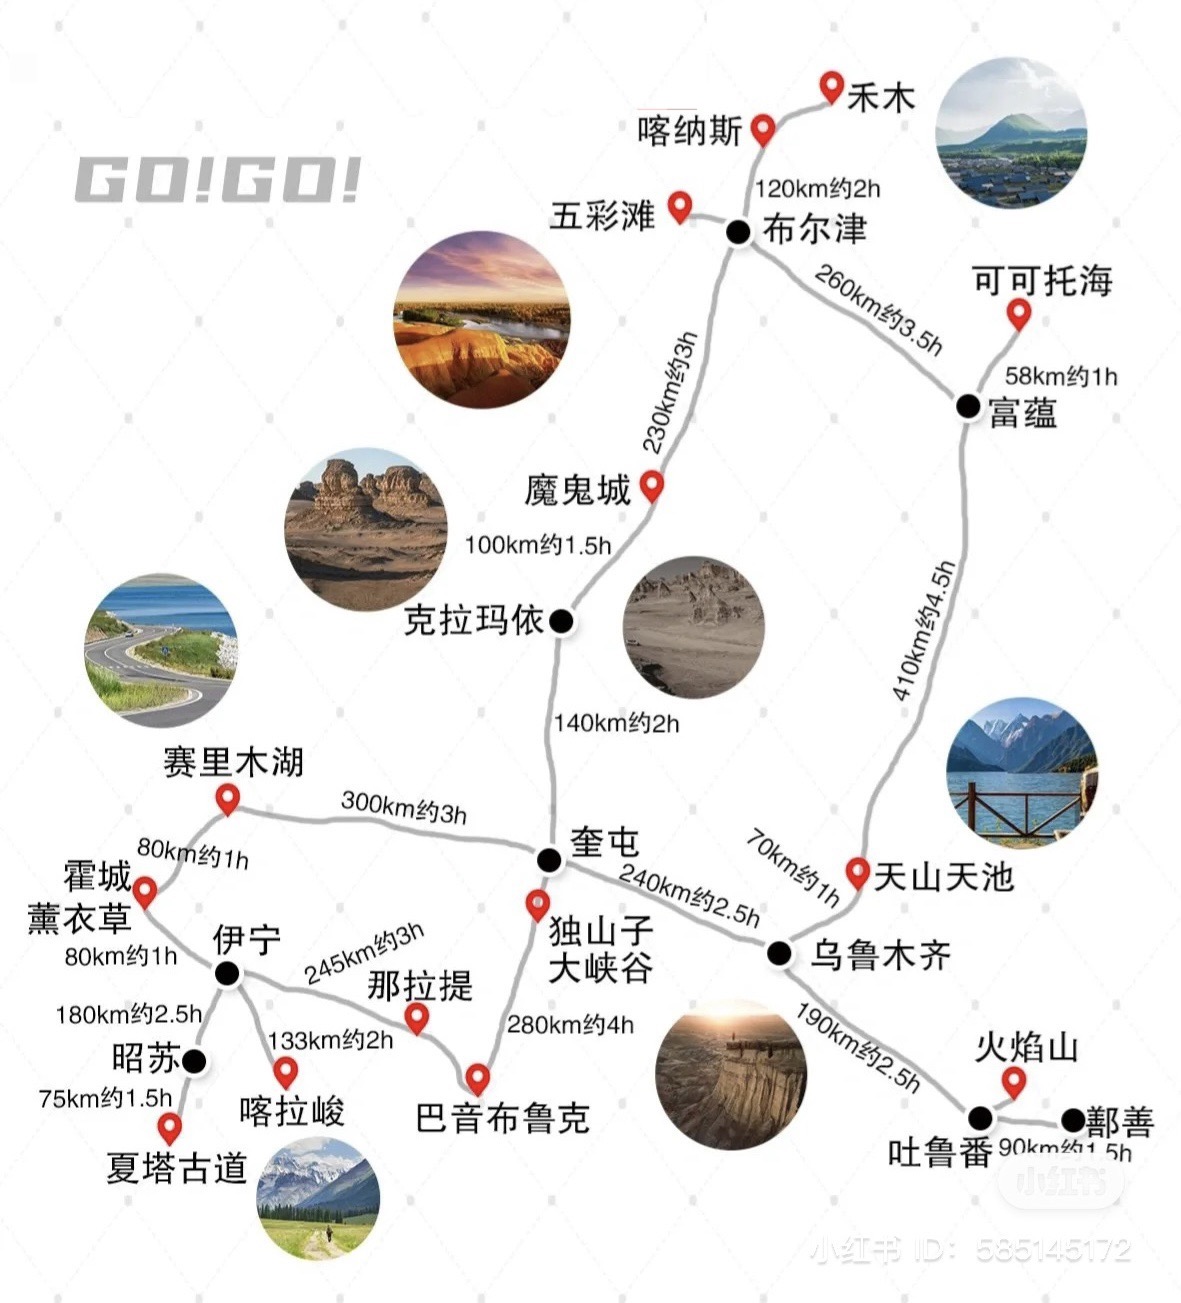 禾木
喀纳斯
GO!GO!
120km约2h
五彩滩
布尔津
260km约3.5h
可可托海
58km约1h
富蕴
230km约3h
魔鬼城
100km约1.5h
克拉玛依
410km约4.5h
140km约2h
赛里木湖
300km约3h
奎屯
80km约1h
240km约2.5h
70km约1h
天山天池
霍城
薰衣草
80km约1h
伊宁
245km约3h
独山子
大峡谷
乌鲁木齐
那拉提
180km约2.5h
133km约2h
280km约4h
190km约2.5h
火焰山
昭苏
75km约1.5h
喀拉峻
巴音布鲁克
鄯善
吐鲁番
90km约1.5h
夏塔古道
小红书
小红书 ID: 585145172